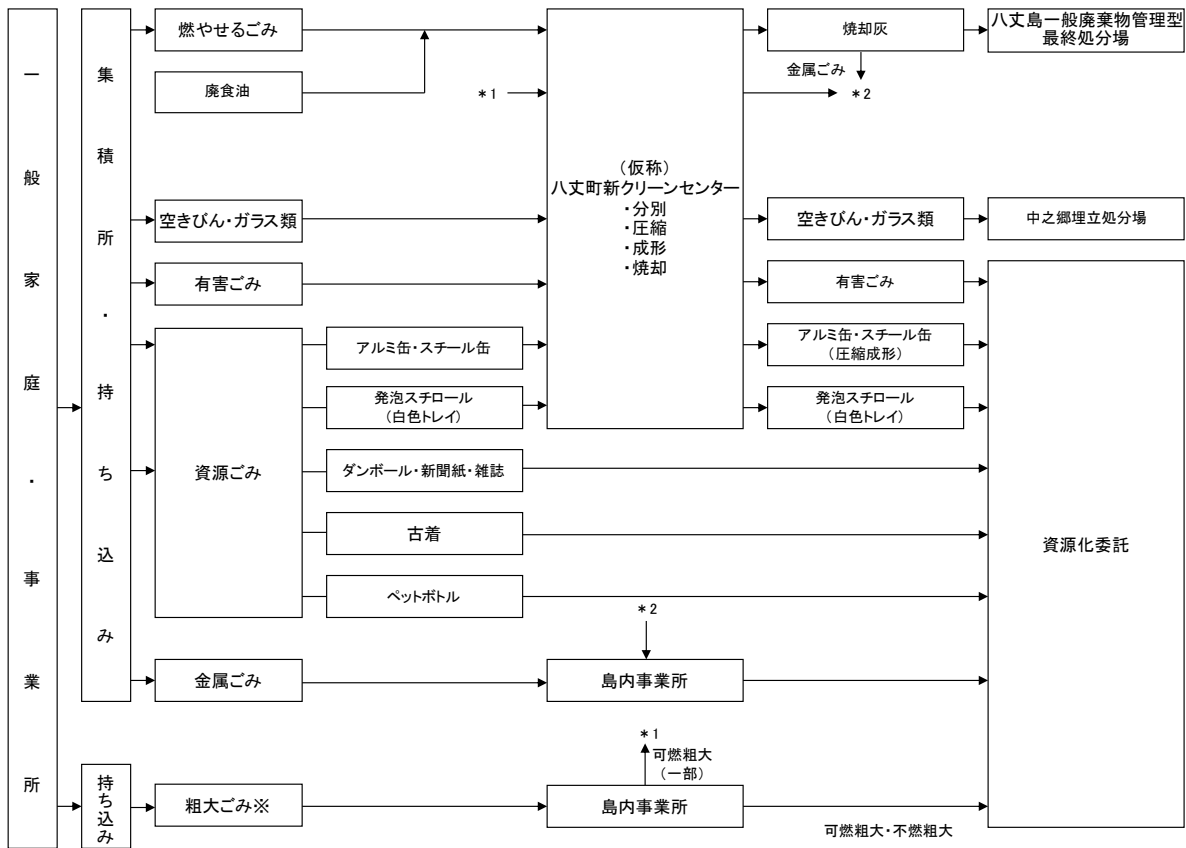 一般家庭・事業所
集積所・持ち込み
燃やせるごみ
廃食油
＊1
（仮称）
八丈町新クリーンセンター
・分別
・圧縮
・成形
・焼却
焼却灰
金属ごみ
＊2
八丈島一般廃棄物管理型
最終処分場
空きびん・ガラス類
空きびん・ガラス類
中之郷埋立処分場
有害ごみ
有害ごみ
資源ごみ
アルミ缶・スチール缶
アルミ缶・スチール缶
（圧縮成形）
発泡スチロール
（白色トレイ）
発泡スチロール
（白色トレイ）
ダンボール・新聞紙・雑誌
古着
ペットボトル
資源化委託
＊2
金属ごみ
島内事業所
＊1
可燃粗大
（一部）
持ち込み
粗大ごみ※
島内事業所
可燃粗大・不燃粗大